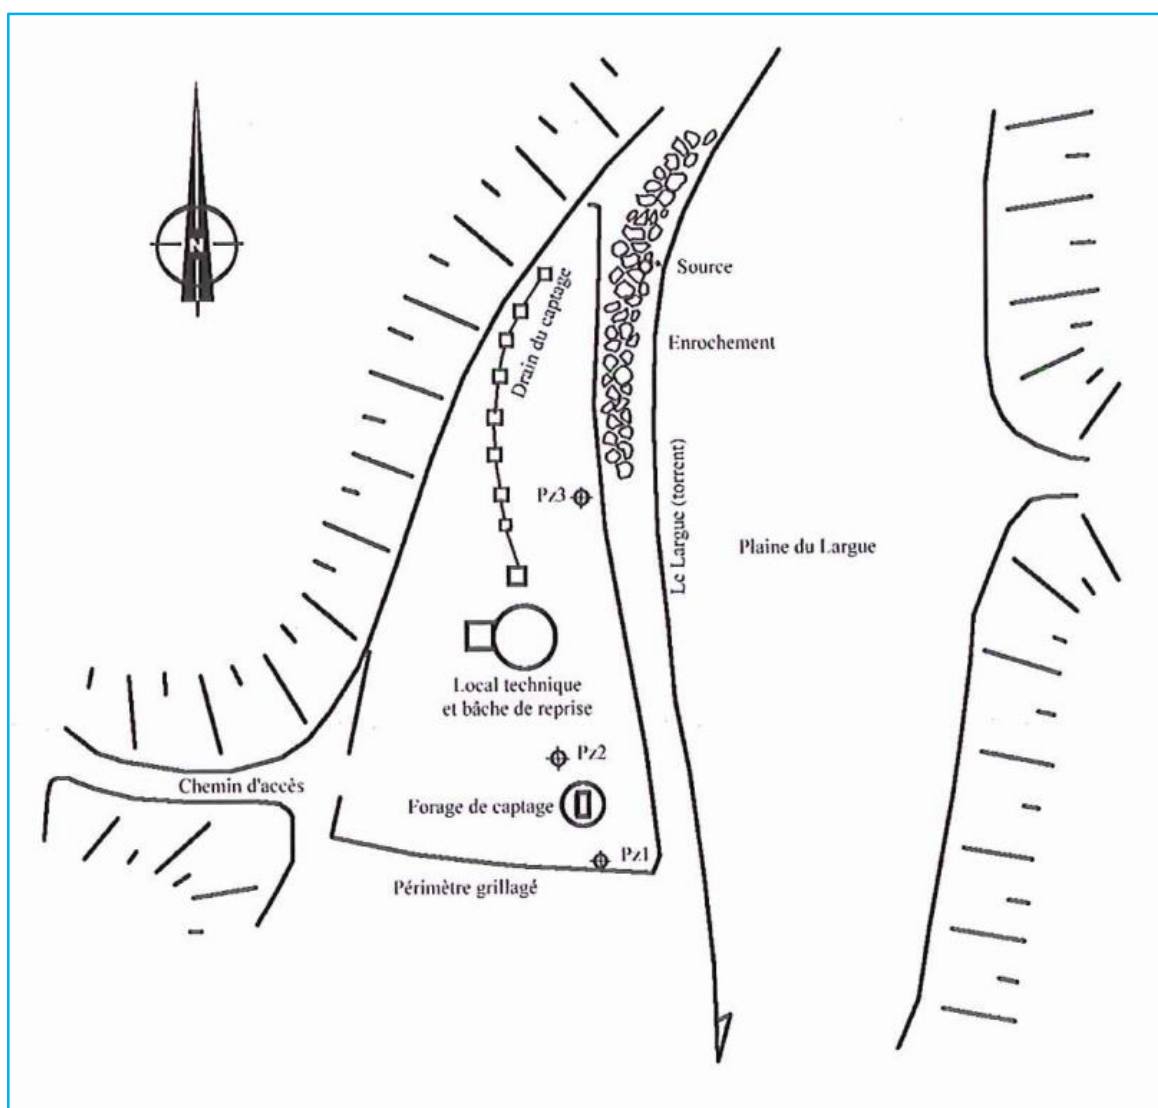 N
Drain du captage
Source
Enrochement
Pz3
Le Largue (torrent)
Plaine du Largue
Local technique
et bâche de reprise
Pz2
Chemin d'accès
Forage de captage
Pz1
Périmètre grillagé